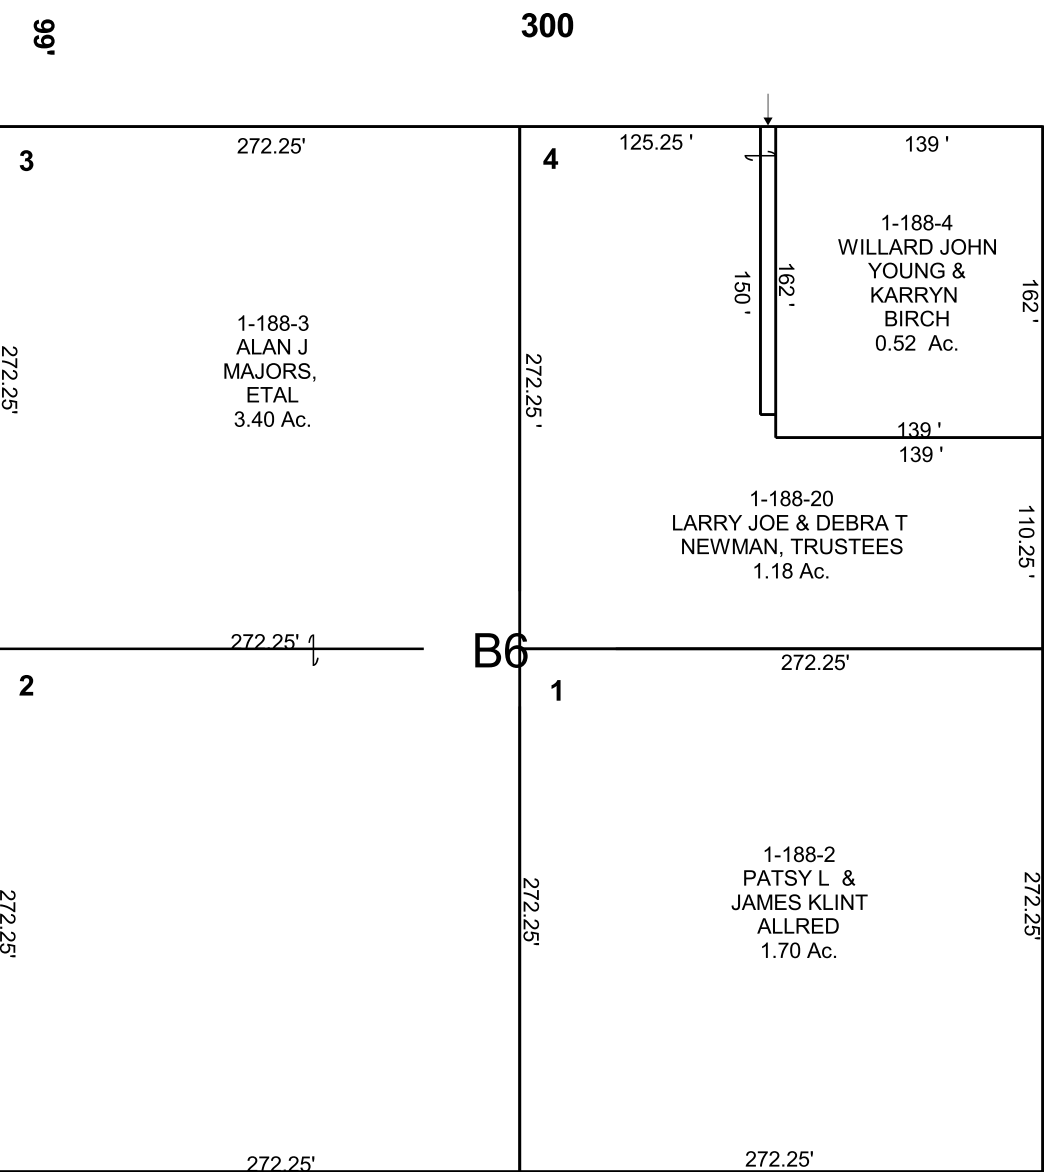 99'
300
272.25'
125.25 '
139 '
3
4
1-188-4
WILLARD JOHN
YOUNG &
KARRYN
BIRCH
0.52 Ac.
150 '
162 '
162 '
1-188-3
ALAN J
MAJORS,
ETAL
3.40 Ac.
272.25'
272.25 '
139 '
139 '
1-188-20
LARRY JOE & DEBRA T
NEWMAN, TRUSTEES
1.18 Ac.
110.25 '
272.25'
B6
272.25'
2
1
1-188-2
PATSY L &
JAMES KLINT
ALLRED
1.70 Ac.
272.25'
272.25'
272.25'
272.25'
272.25'